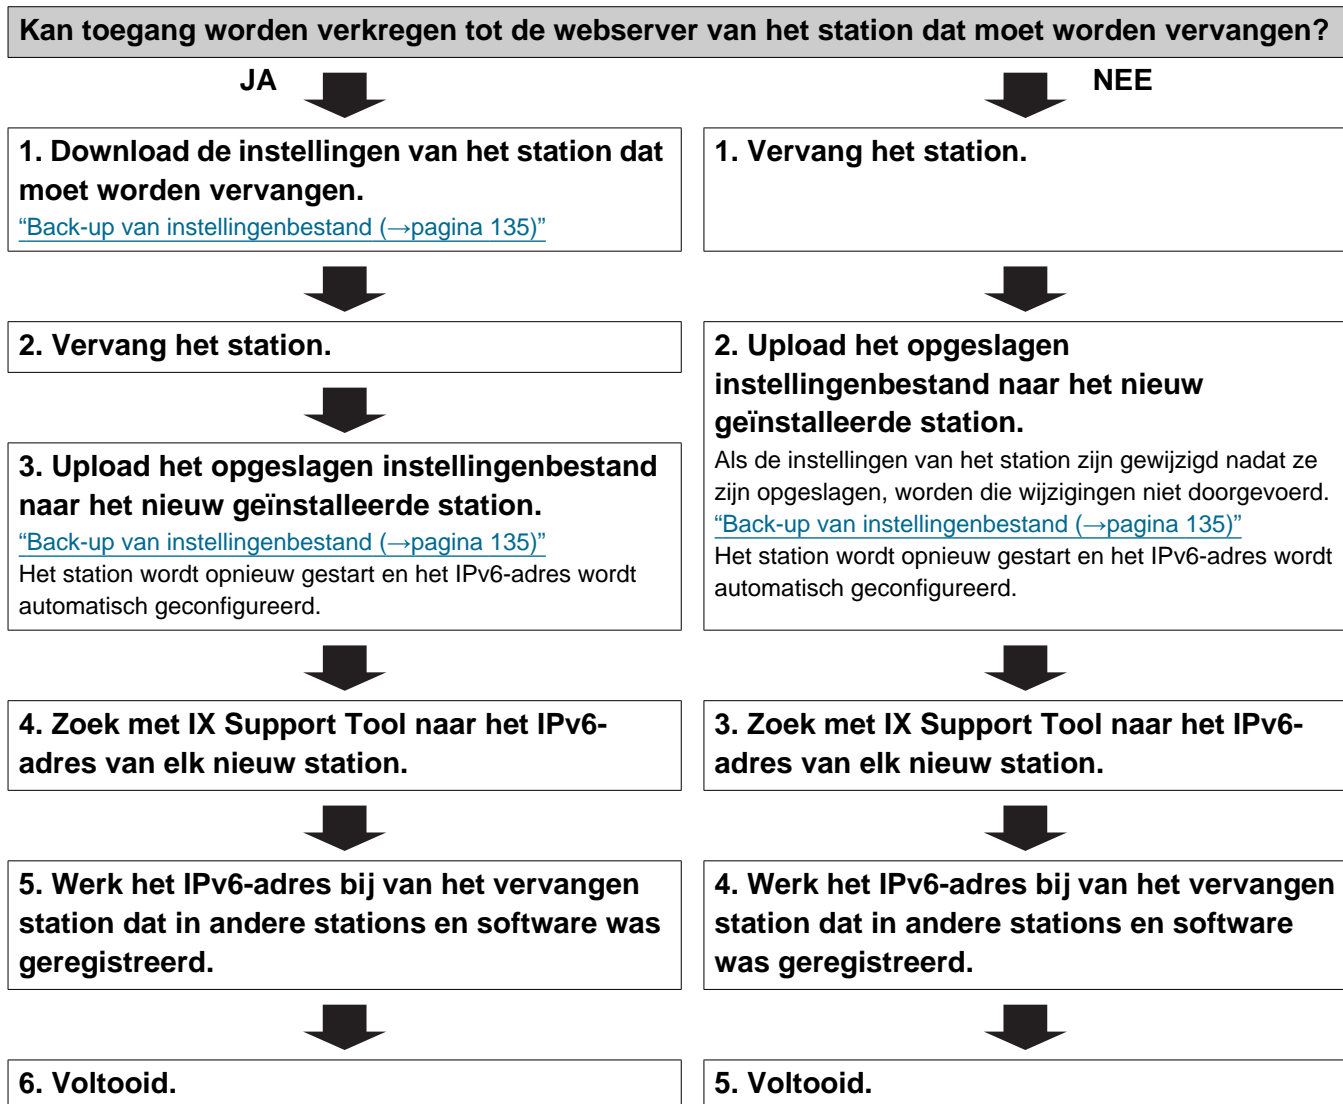 Kan toegang worden verkregen tot de webserver van het station dat moet worden vervangen?
JA
1. Download de instellingen van het station dat
moet worden vervangen.
“Back-up van instellingenbestand (→pagina 135)”
2. Vervang het station.
3. Upload het opgeslagen instellingenbestand
naar het nieuw geïnstalleerde station.
“Back-up van instellingenbestand (→pagina 135)”
Het station wordt opnieuw gestart en het IPv6-adres wordt
automatisch geconfigureerd.
4. Zoek met IX Support Tool naar het IPv6-
adres van elk nieuw station.
5. Werk het IPv6-adres bij van het vervangen
station dat in andere stations en software was
geregistreerd.
6. Voltooid.
NEE
1. Vervang het station.
2. Upload het opgeslagen
instellingenbestand naar het nieuw
geïnstalleerde station.
Als de instellingen van het station zijn gewijzigd nadat ze
zijn opgeslagen, worden die wijzigingen niet doorgevoerd.
“Back-up van instellingenbestand (→pagina 135)”
Het station wordt opnieuw gestart en het IPv6-adres wordt
automatisch geconfigureerd.
3. Zoek met IX Support Tool naar het IPv6-
adres van elk nieuw station.
4. Werk het IPv6-adres bij van het vervangen
station dat in andere stations en software
was geregistreerd.
5. Voltooid.